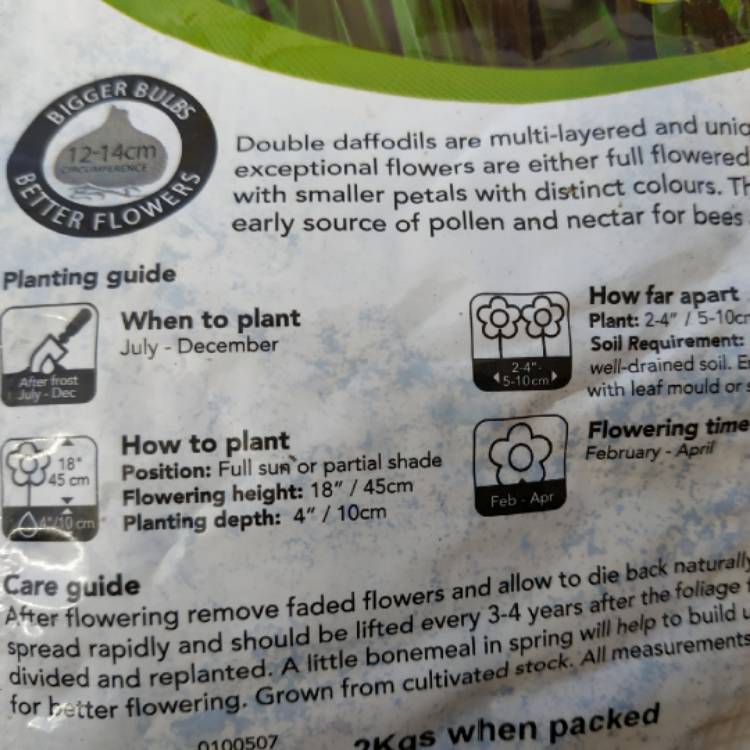 BIGGER BULBS
12-14cm
CIRCUMFERENCE
BETTER FLOWERS
Double daffodils are multi-layered and
exceptional flowers are either full flowered
with smaller petals with distinct colours.
early source of pollen and nectar for bees
Planting guide
After frost
July - Dec
When to plant
July - December
2-4"
5-10cm
How far apart
Plant: 2-4" / 5-10cm
Soil Requirement:
well-drained soil.
with leaf mould or
18"
45 cm
4"/10 cm
How to plant
Position: Full sun or partial shade
Flowering height: 18" / 45cm
Planting depth: 4" / 10cm
Feb - Apr
Flowering time
February - April
Care guide
After flowering remove faded flowers and allow to die back naturally
spread rapidly and should be lifted every 3-4 years after the foliage
divided and replanted. A little bonemeal in spring will help to build
for better flowering. Grown from cultivated stock. All measurements
0100507
2Kgs when packed